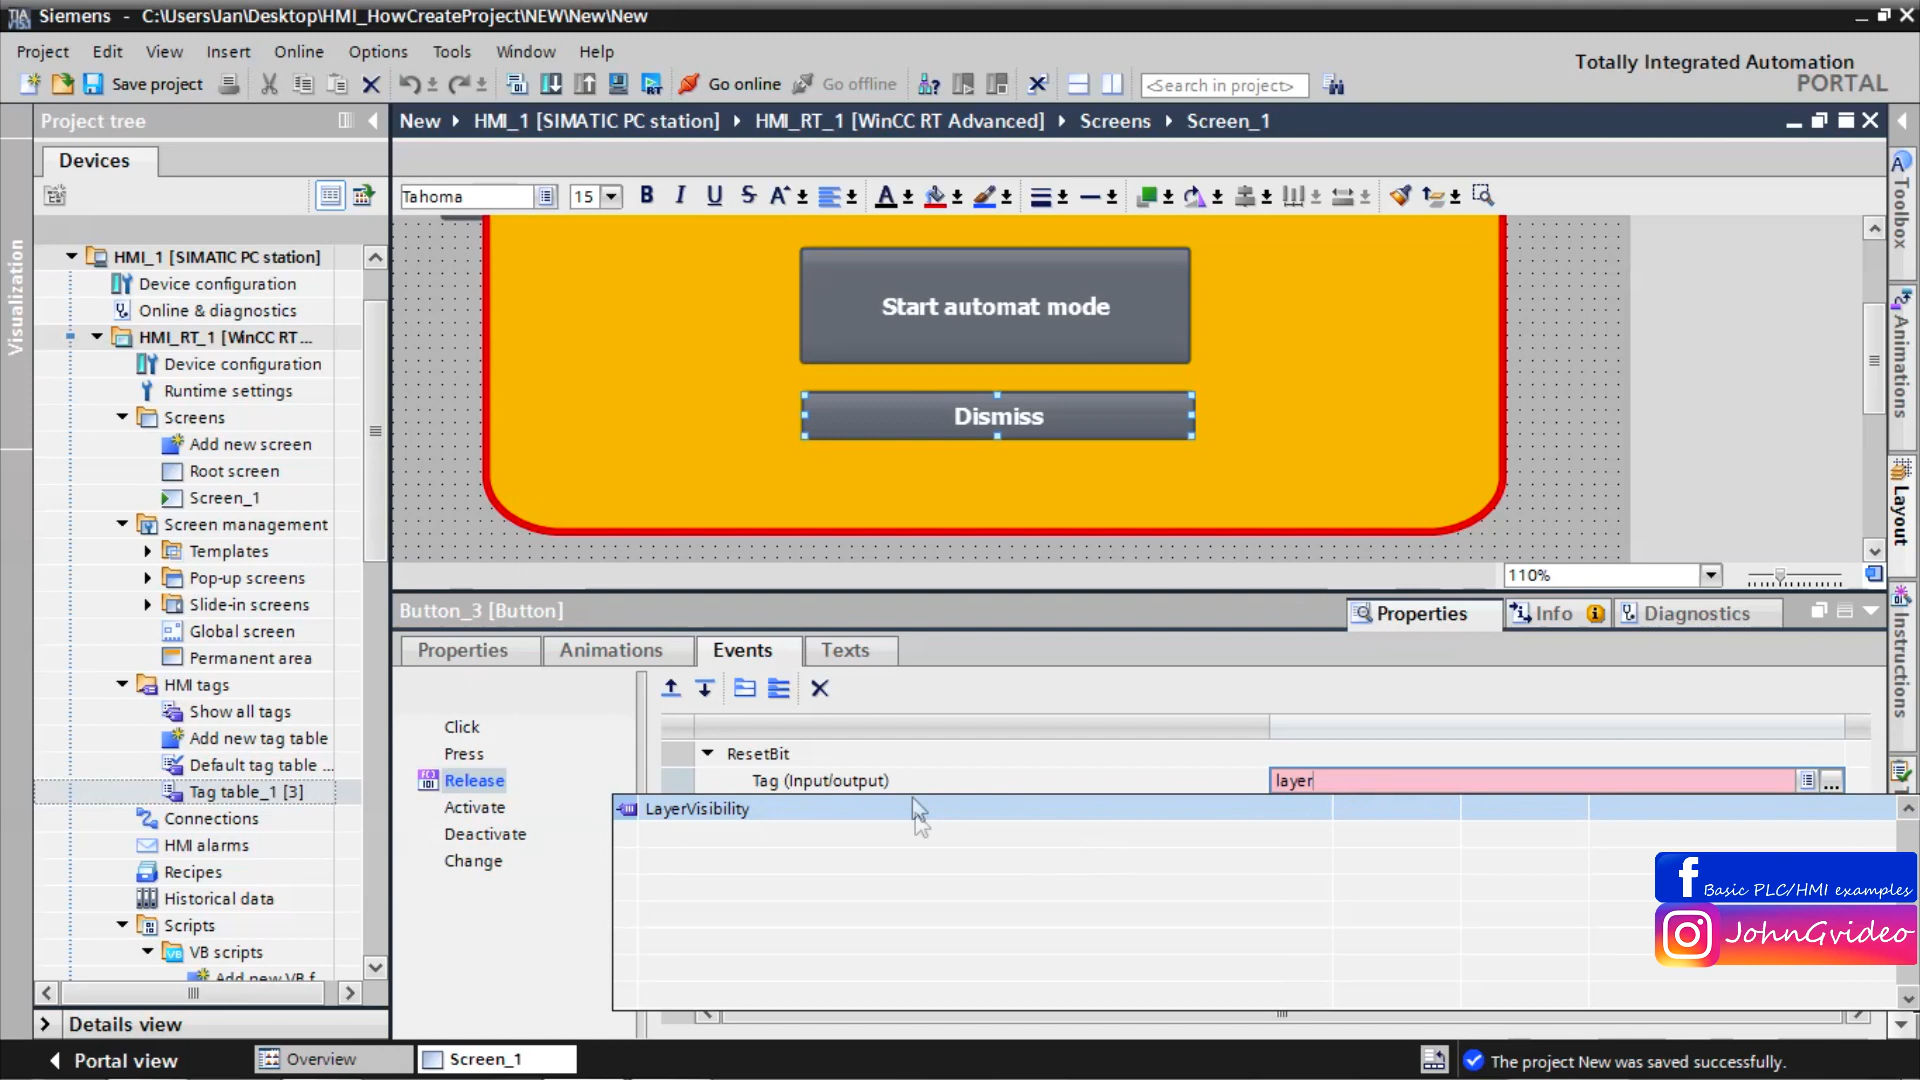 Siemens - C:\Users\Jan\Desktop\HMI_HowCreateProject\NEW\New\New
Project Edit View Insert Online Options Tools Window Help
Totally Integrated Automation
PORTAL
Save project
Go online
Go offline
<Search in project>
Project tree
New HMI_1 [SIMATIC PC station] HMI_RT_1 [WinCC RT Advanced] Screens Screen_1
Devices
Tahoma
15
Visualization
HMI_1 [SIMATIC PC station]
Device configuration
Online & diagnostics
HMI_RT_1 [WinCC RT ...
Device configuration
Runtime settings
Screens
Add new screen
Root screen
Screen_1
Screen management
Templates
Pop-up screens
Slide-in screens
Global screen
Permanent area
HMI tags
Show all tags
Add new tag table
Default tag table ...
Tag table_1 [3]
Connections
HMI alarms
Recipes
Historical data
Scripts
VB scripts
Add new VB f
Details view
Start automat mode
Dismiss
110%
Toolbox
Animations
Layout
Instructions
Button_3 [Button]
Properties
Info
Diagnostics
Properties
Animations
Events
Texts
Click
Press
Release
Activate
Deactivate
Change
ResetBit
Tag (Input/output)
layer
LayerVisibility
Basic PLC/HMI examples
JohnGvideo
Portal view
Overview
Screen_1
The project New was saved successfully.